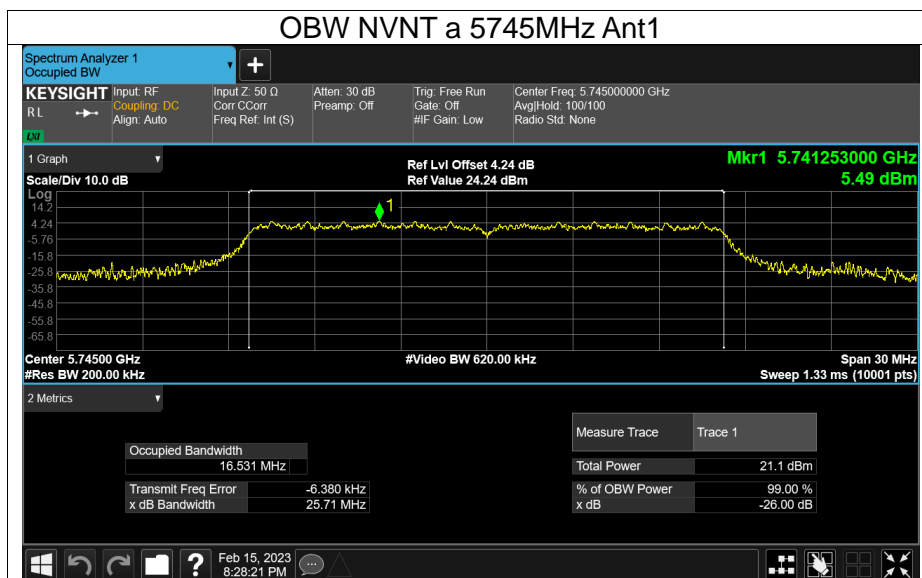 OBW NVNT a 5745MHz Ant1
Spectrum Analyzer 1
Occupied BW
KEYSIGHT
R L
LXI
Input: RF
Coupling: DC
Align: Auto
Input Z: 50 Ω
Corr CCorr
Freq Ref: Int (S)
Atten: 30 dB
Preamp: Off
Trig: Free Run
Gate: Off
#IF Gain: Low
Center Freq: 5.745000000 GHz
Avg|Hold: 100/100
Radio Std: None
1 Graph
Scale/Div 10.0 dB
Ref Lvl Offset 4.24 dB
Ref Value 24.24 dBm
Mkr1 5.741253000 GHz
5.49 dBm
Log
14.2
4.24
-5.76
-15.8
-25.8
-35.8
-45.8
-55.8
-65.8
1
Center 5.74500 GHz
#Res BW 200.00 kHz
#Video BW 620.00 kHz
Span 30 MHz
Sweep 1.33 ms (10001 pts)
2 Metrics
Occupied Bandwidth
16.531 MHz
Transmit Freq Error -6.380 kHz
x dB Bandwidth 25.71 MHz
Measure Trace Trace 1
Total Power 21.1 dBm
% of OBW Power 99.00 %
x dB -26.00 dB
?
Feb 15, 2023
8:28:21 PM